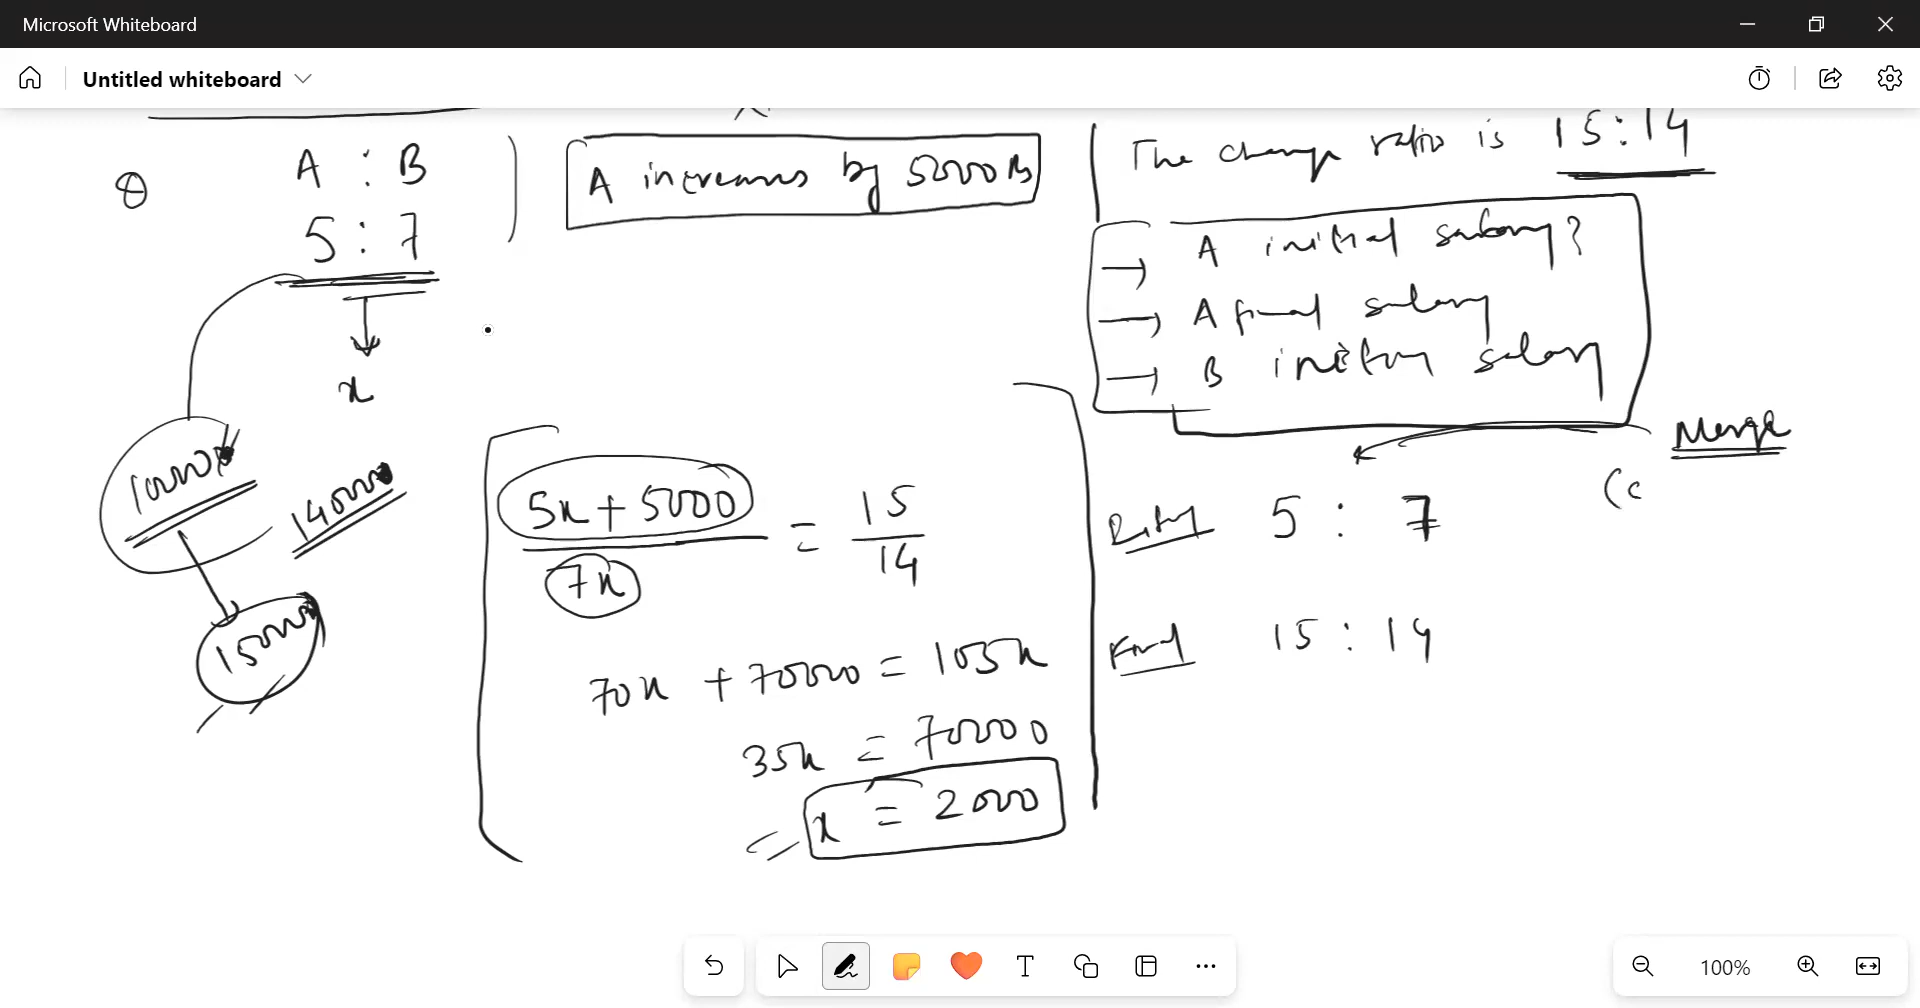 Microsoft Whiteboard
Untitled whiteboard
A : B
5 : 7
x
10000
14000
15000
A increases by 5000 Rs
5x + 5000 / 7x = 15 / 14
70x + 70000 = 105x
35x = 70000
= x = 2000
The change ratio is 15:14
→ A initial salary?
→ A final salary
→ B salary
Merge
(c
5 : 7
Final 15 : 14
100%